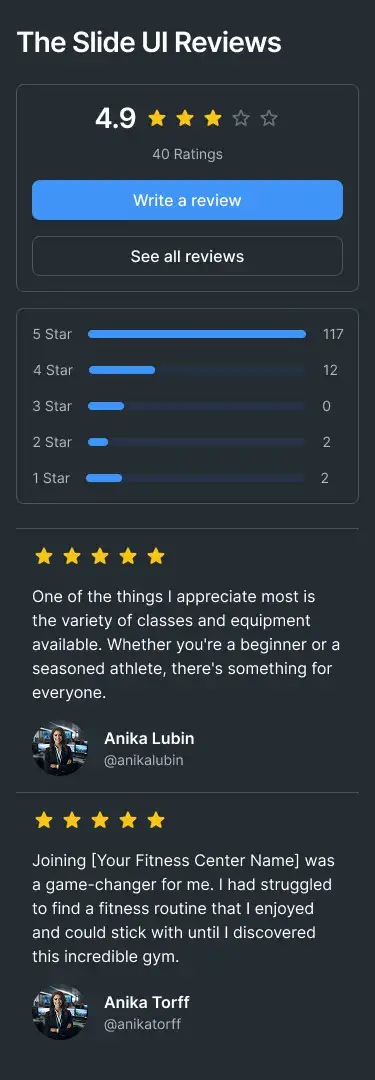 The Slide UI Reviews
4.9
40 Ratings
Write a review
See all reviews
5 Star 117
4 Star 12
3 Star 0
2 Star 2
1 Star 2
One of the things I appreciate most is
the variety of classes and equipment
available. Whether you're a beginner or a
seasoned athlete, there's something for
everyone.
Anika Lubin
@anikalubin
Joining [Your Fitness Center Name] was
a game-changer for me. I had struggled
to find a fitness routine that I enjoyed
and could stick with until I discovered
this incredible gym.
Anika Torff
@anikatorff